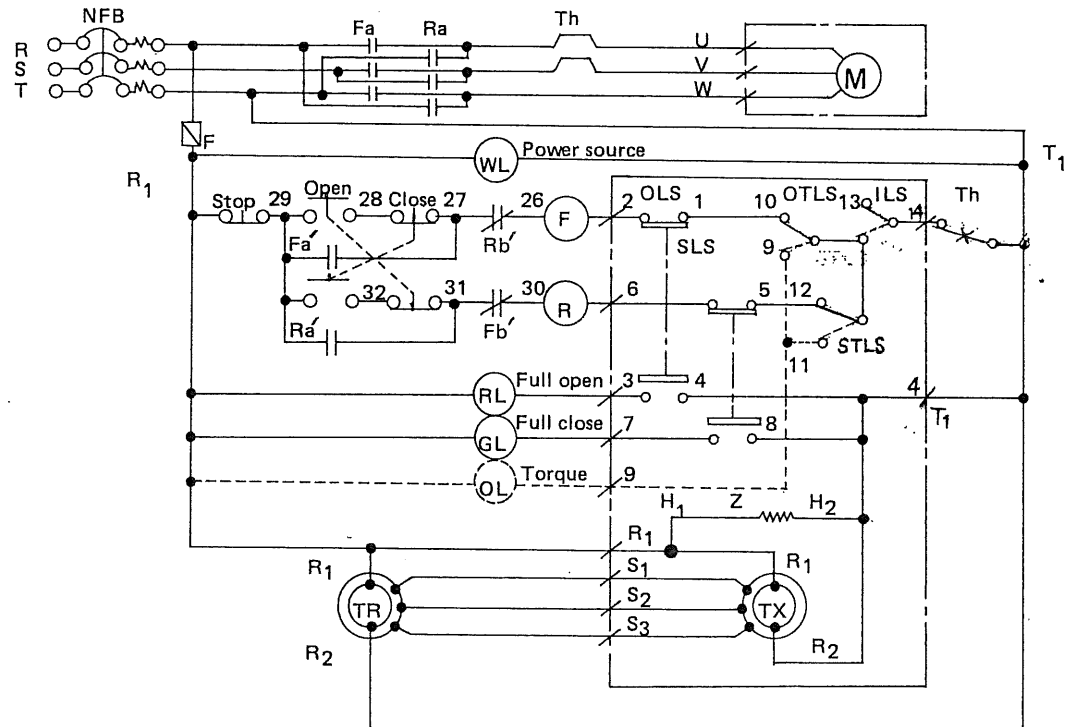 NFB
Fa
Ra
Th
R
S
T
U
V
W
M
F
WL
Power source
T1
R1
Stop
29
Open
28
Close
27
26
F
2
OLS
1
10
OTLS
13
ILS
14
Th
Fa′
Rb′
SLS
9
32
31
30
R
6
5
12
Ra′
Fb′
STLS
11
RL
Full open
3
4
4
T1
GL
Full close
7
8
OL
Torque
9
H1
Z
H2
R1
R1
S1
R1
TR
S2
TX
S3
R2
R2